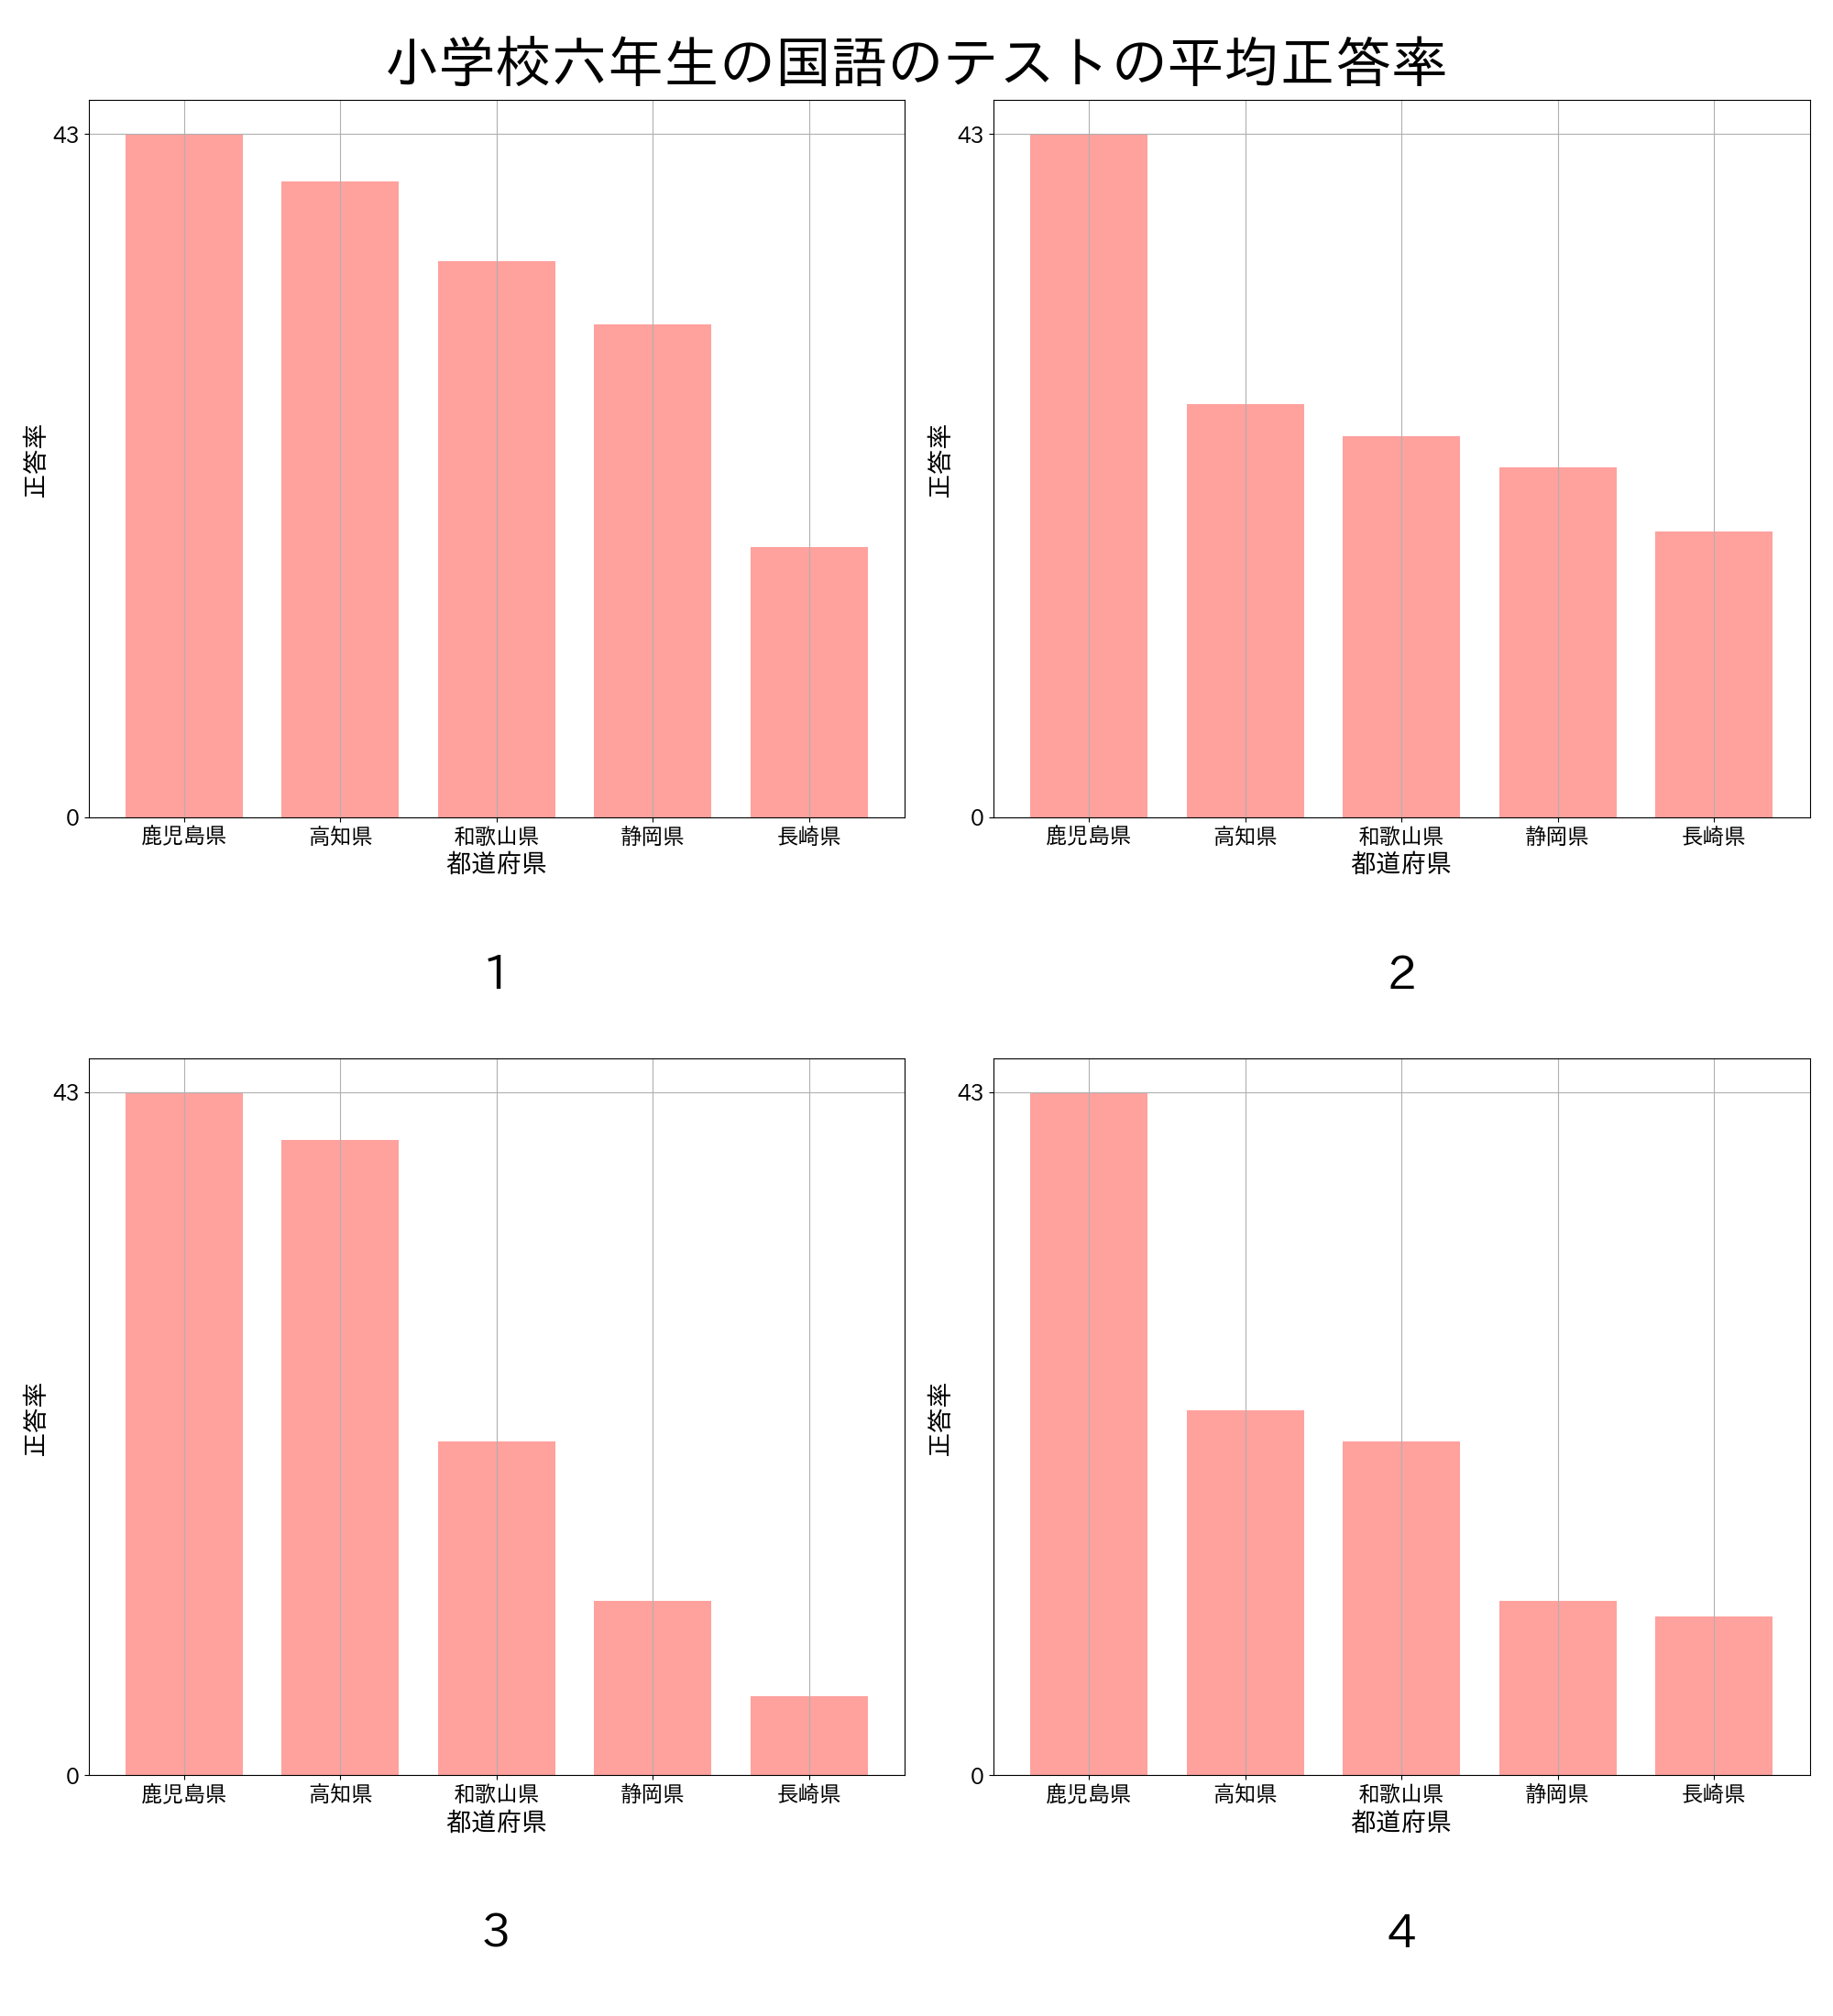 小学校六年生の国語のテストの平均正答率
43
0
正答率
鹿児島県 高知県 和歌山県 静岡県 長崎県
都道府県
1
43
0
正答率
鹿児島県 高知県 和歌山県 静岡県 長崎県
都道府県
2
43
0
正答率
鹿児島県 高知県 和歌山県 静岡県 長崎県
都道府県
3
43
0
正答率
鹿児島県 高知県 和歌山県 静岡県 長崎県
都道府県
4